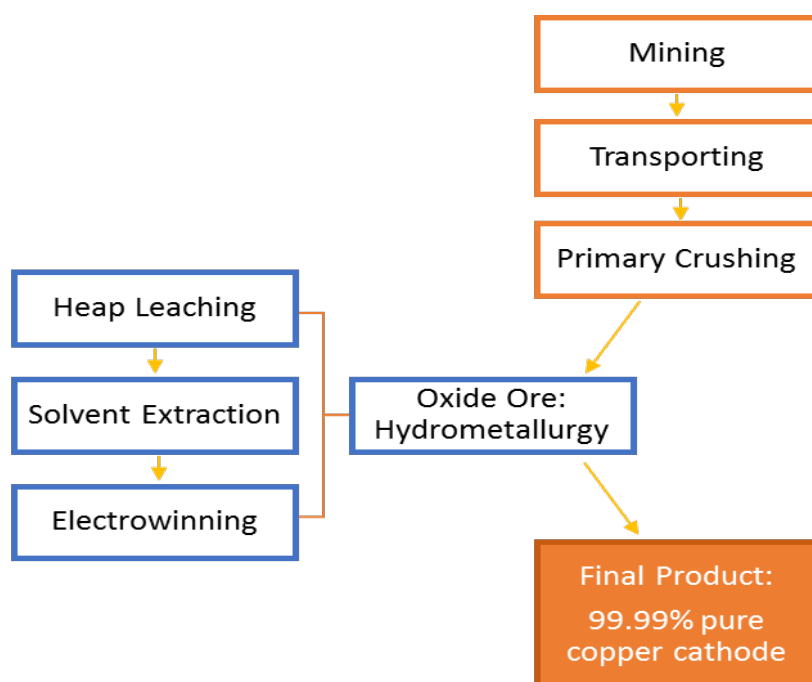 Mining
Transporting
Primary Crushing
Heap Leaching
Solvent Extraction
Electrowinning
Oxide Ore:
Hydrometallurgy
Final Product:
99.99% pure
copper cathode